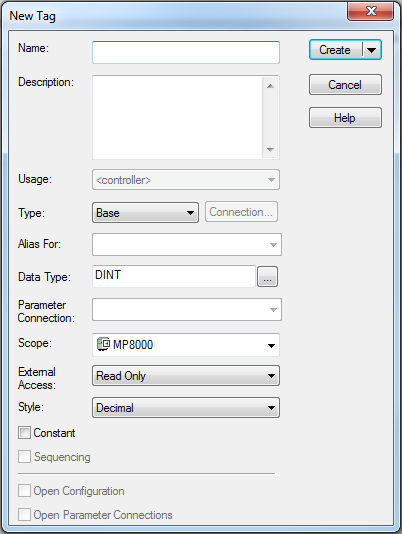 New Tag
Name:
Create
Description:
Cancel
Help
Usage: <controller>
Type: Base Connection...
Alias For:
Data Type: DINT ...
Parameter
Connection:
Scope: MP8000
External
Access: Read Only
Style: Decimal
Constant
Sequencing
Open Configuration
Open Parameter Connections